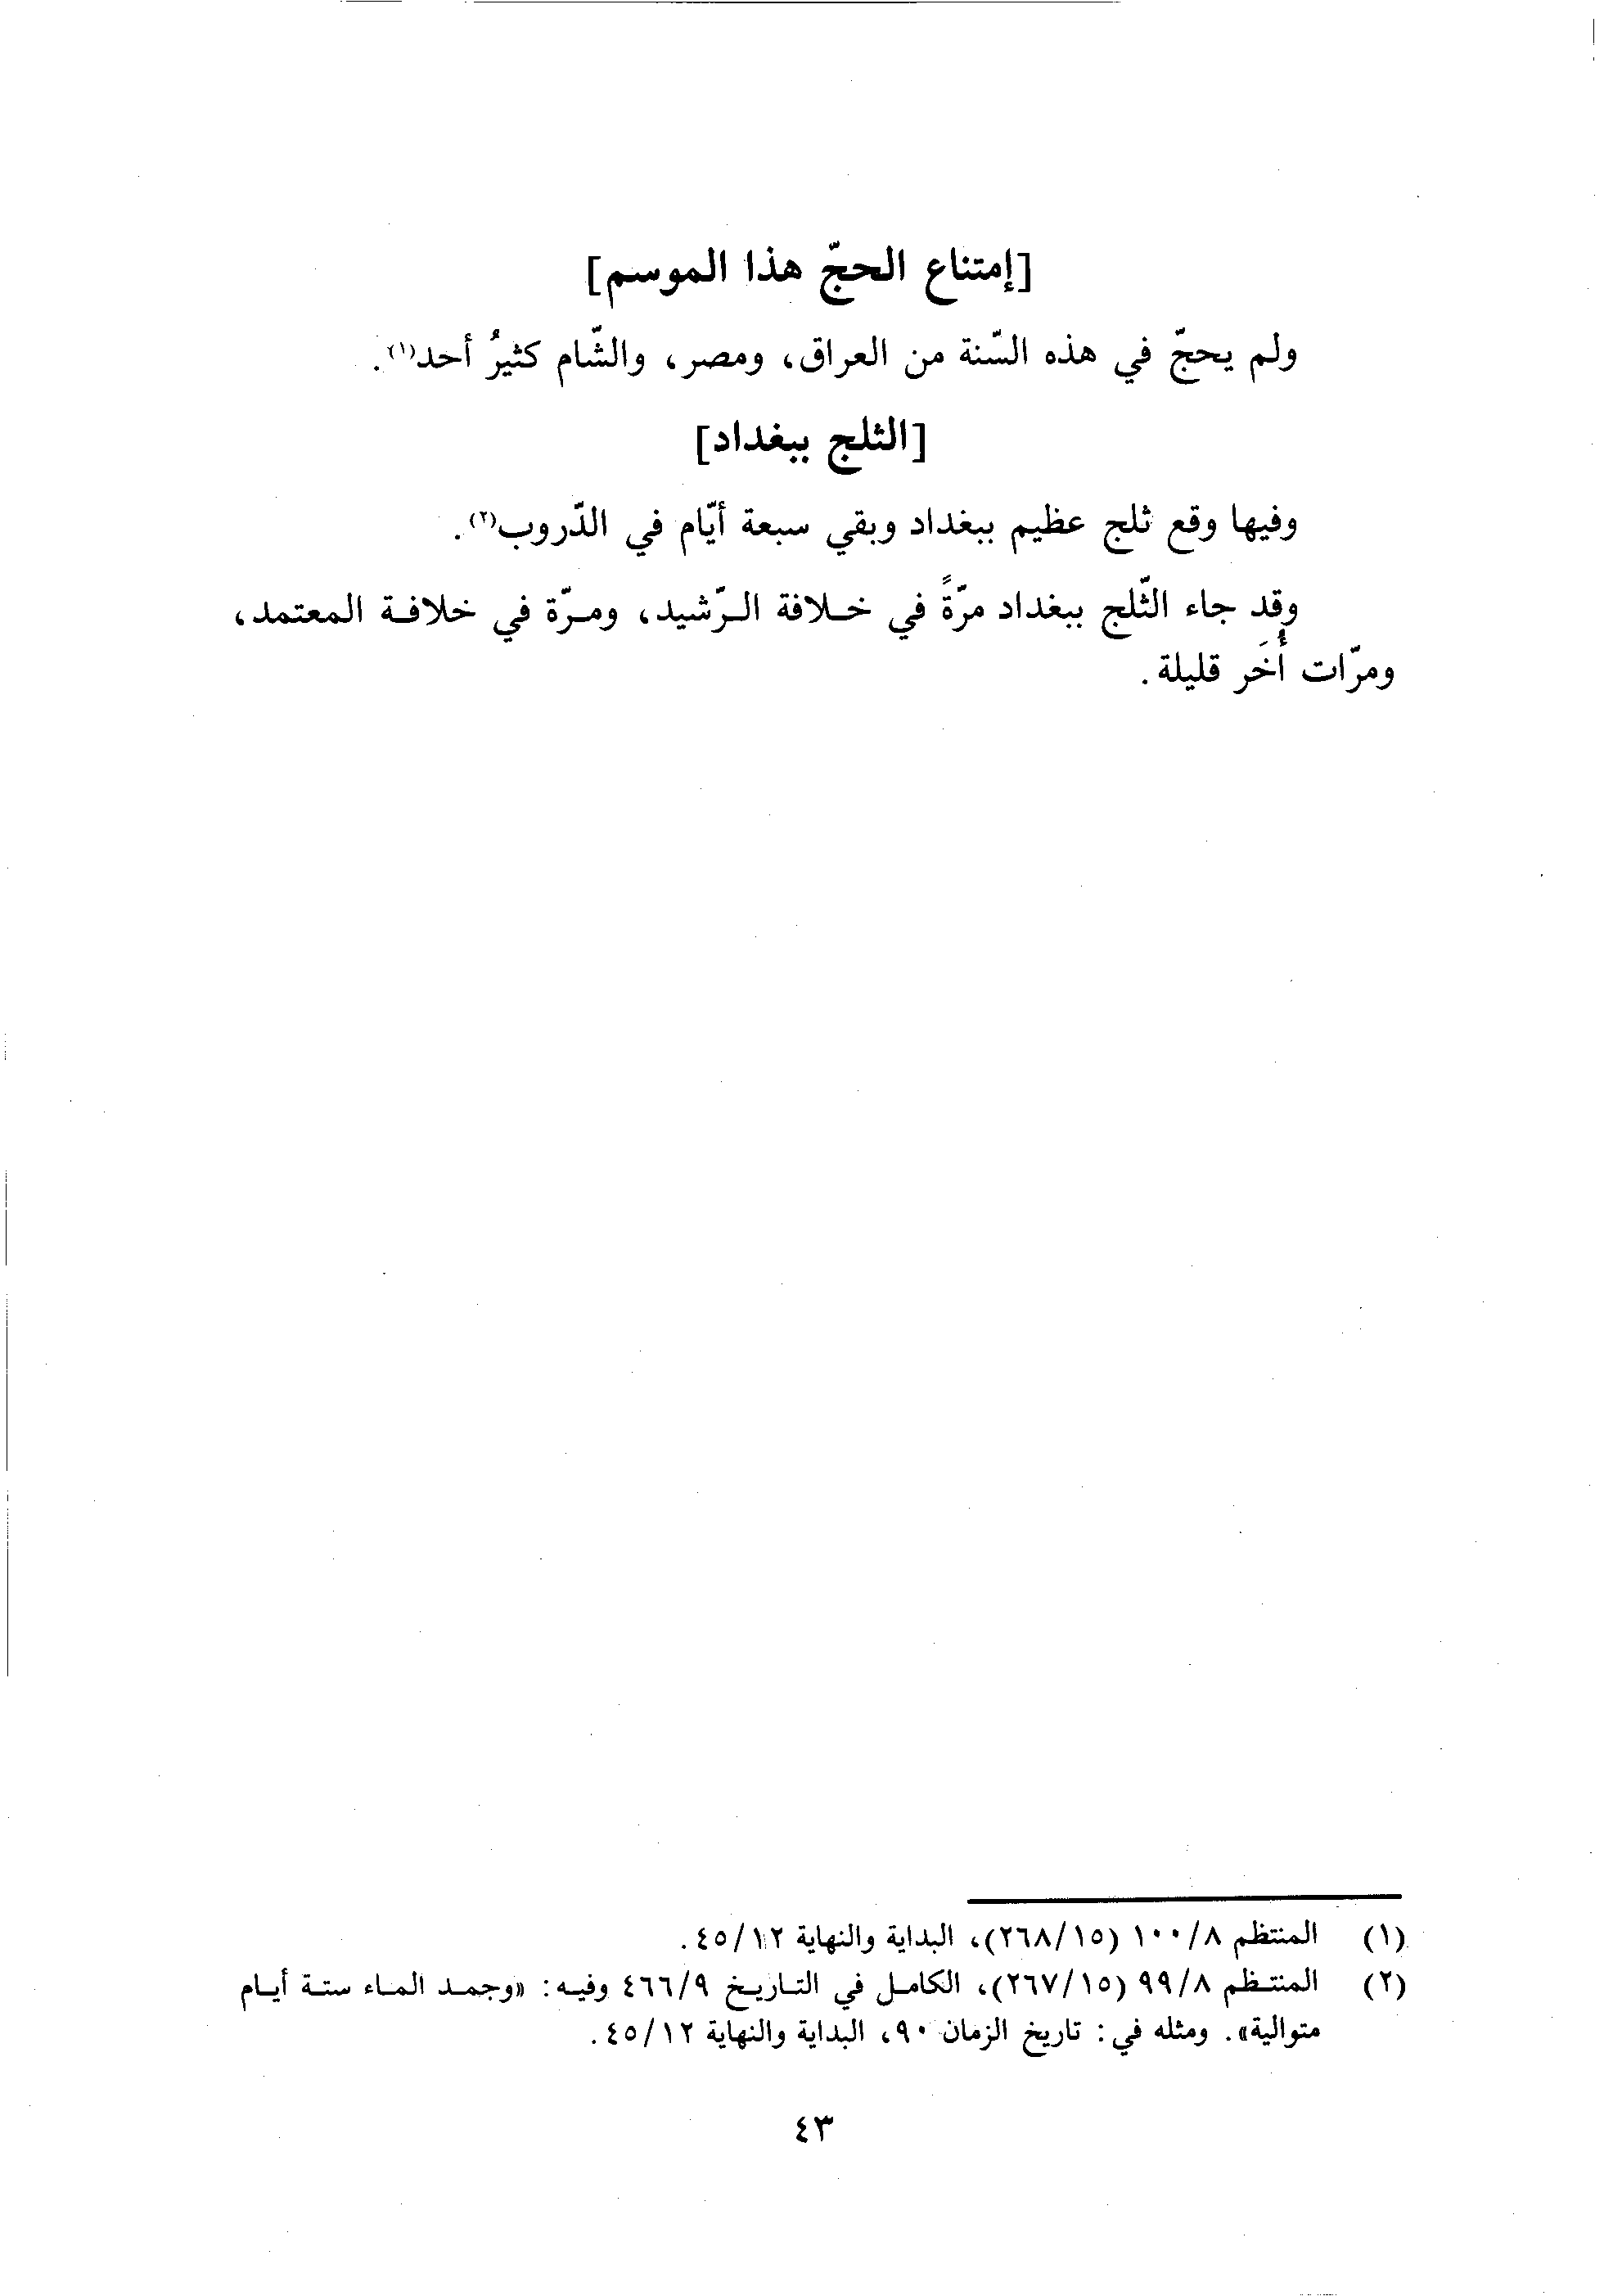 [إمتناع الحجّ هذا الموسم]
ولم يحجّ في هذه السّنة من العراق، ومصر، والشّام كثيرُ أحد(١).
[الثلج ببغداد]
وفيها وقع ثلج عظيم ببغداد وبقي سبعة أيّام في الدّروب(٢).
وقد جاء الثّلج ببغداد مرّةً في خلافة الرّشيد، ومرّة في خلافة المعتمد،
ومرّات أُخَر قليلة.
(١) المنتظم ١٠٠/٨ (٢٦٨/١٥)، البداية والنهاية ٤٥/١٢.
(٢) المنتظم ٩٩/٨ (٢٦٧/١٥)، الكامل في التاريخ ٤٦٦/٩ وفيه: «وجمد الماء ستة أيام
متوالية». ومثله في: تاريخ الزمان ٩٠، البداية والنهاية ٤٥/١٢.
٤٣